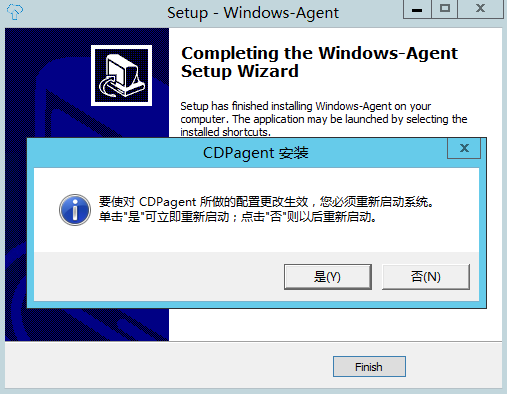 Setup - Windows-Agent
Completing the Windows-Agent
Setup Wizard
Setup has finished installing Windows-Agent on your
computer. The application may be launched by selecting the
installed shortcuts.
CDPagent 安装
要使对 CDPagent 所做的配置更改生效，您必须重新启动系统。
单击"是"可立即重新启动；点击"否"则以后重新启动。
是(Y)
否(N)
Finish